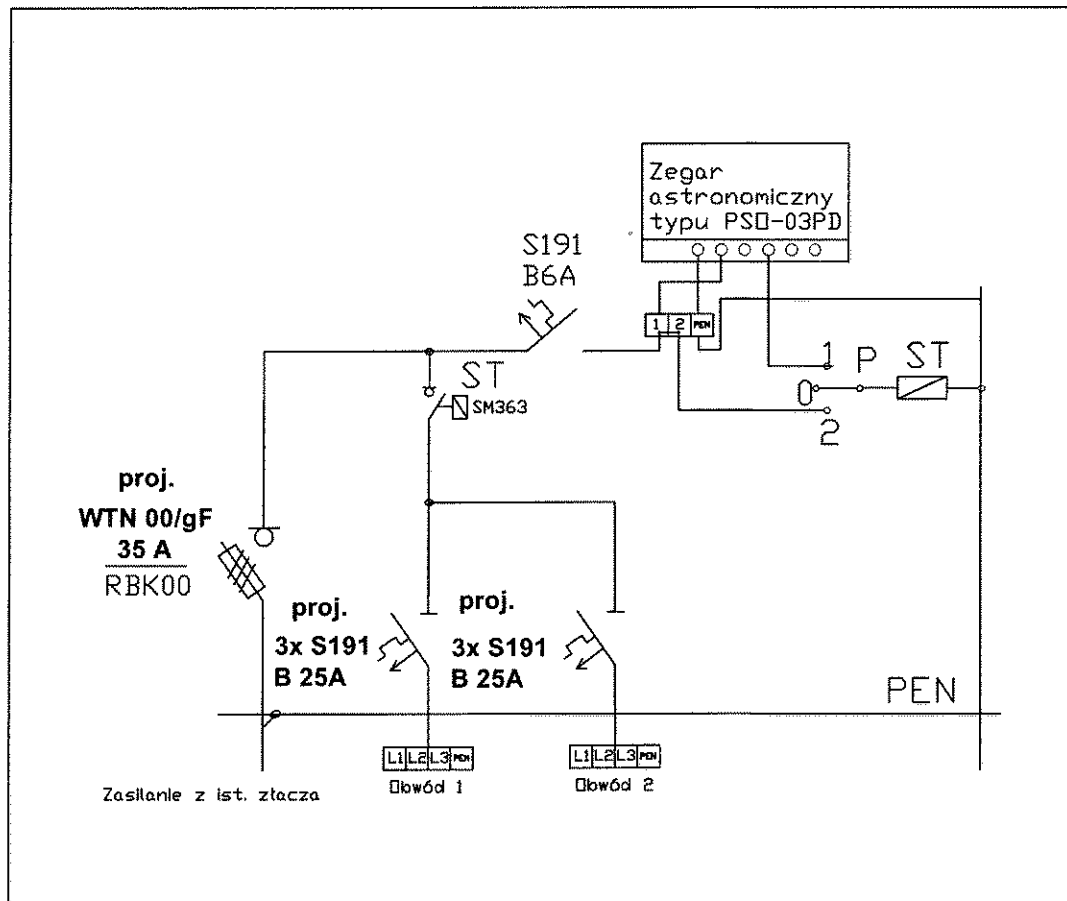 Zegar
astronomiczny
typu PSO-03PD
S191
B6A
1 2 PEN
1 P ST
2
ST
SM363
proj.
WTN 00/gF
35 A
RBK00
proj.
3x S191
B 25A
proj.
3x S191
B 25A
PEN
L1 L2 L3 PEN
Obwód 1
L1 L2 L3 PEN
Obwód 2
Zasilanie z ist. złacza